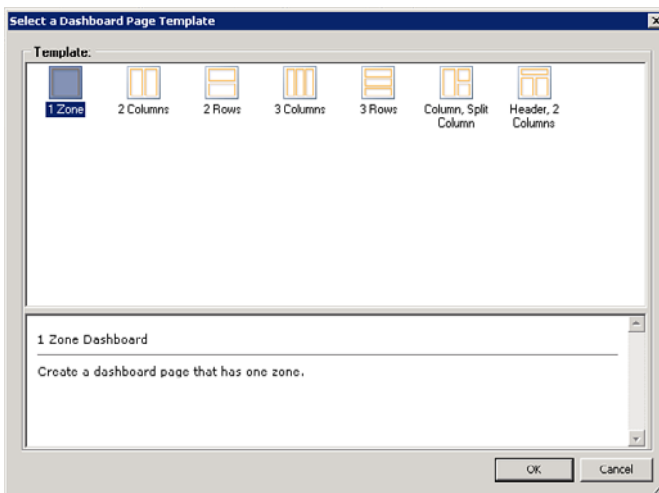 Select a Dashboard Page Template
Template:
1 Zone
2 Columns
2 Rows
3 Columns
3 Rows
Column, Split
Column
Header, 2
Columns
1 Zone Dashboard
Create a dashboard page that has one zone.
OK
Cancel